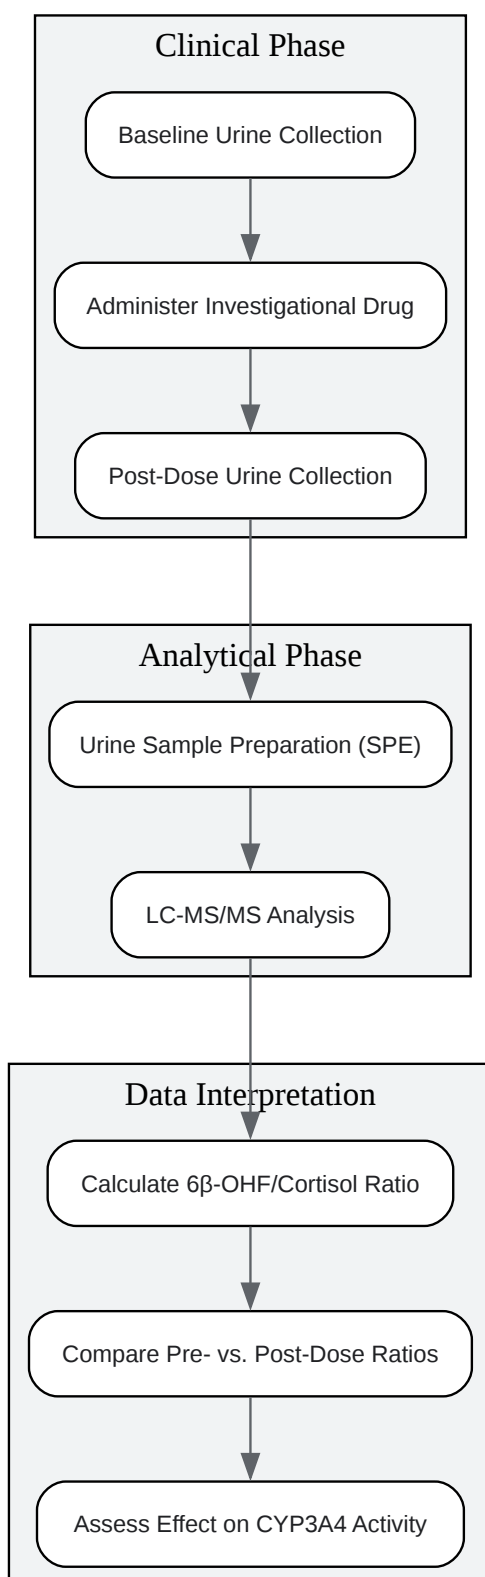 Clinical Phase
Baseline Urine Collection
Administer Investigational Drug
Post-Dose Urine Collection
Analytical Phase
Urine Sample Preparation (SPE)
LC-MS/MS Analysis
Data Interpretation
Calculate 6β-OHF/Cortisol Ratio
Compare Pre- vs. Post-Dose Ratios
Assess Effect on CYP3A4 Activity